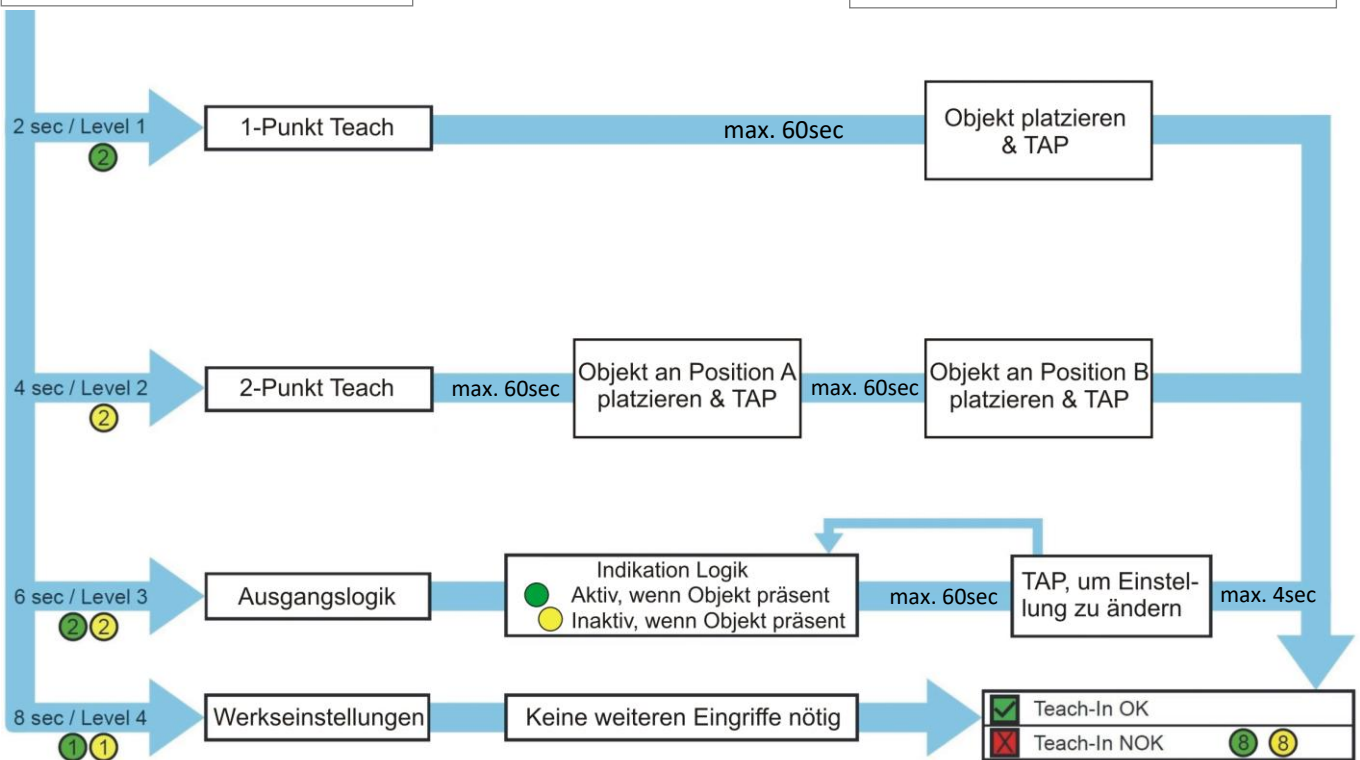 2 sec / Level 1
2
1-Punkt Teach
max. 60sec
Objekt platzieren
& TAP
4 sec / Level 2
2
2-Punkt Teach
max. 60sec
Objekt an Position A
platzieren & TAP
max. 60sec
Objekt an Position B
platzieren & TAP
6 sec / Level 3
2 2
Ausgangslogik
Indikation Logik
Aktiv, wenn Objekt präsent
Inaktiv, wenn Objekt präsent
max. 60sec
TAP, um Einstel-
lung zu ändern
max. 4sec
8 sec / Level 4
1 1
Werkseinstellungen
Keine weiteren Eingriffe nötig
Teach-In OK
Teach-In NOK 8 8